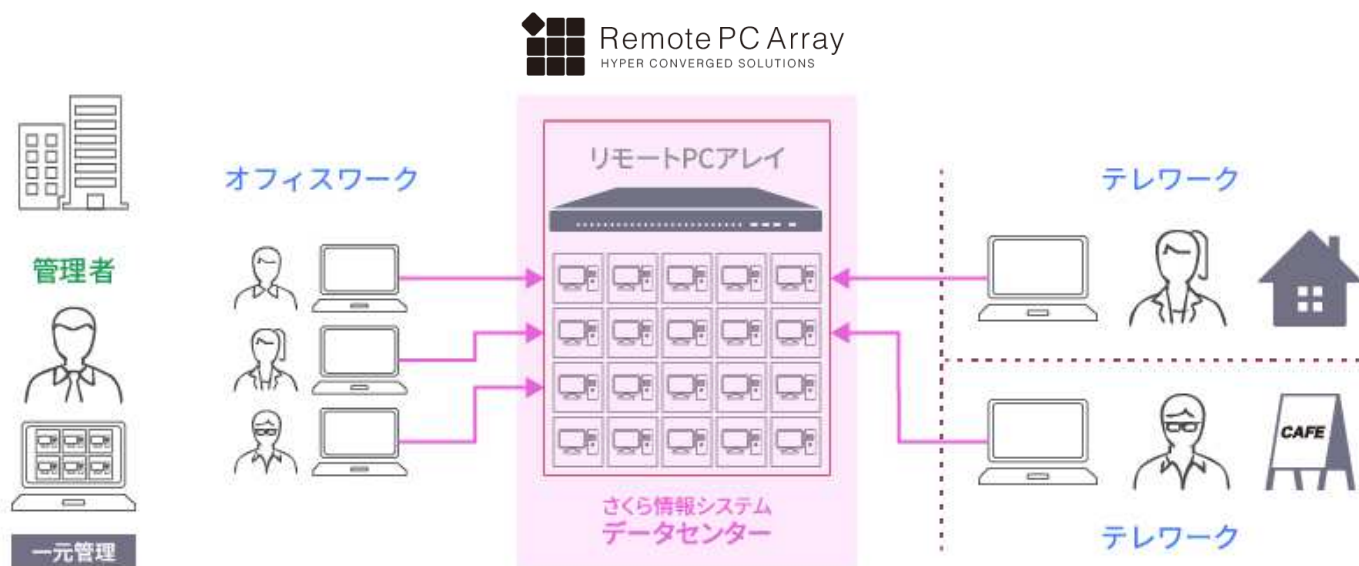 Remote PC Array
HYPER CONVERGED SOLUTIONS
管理者
一元管理
オフィスワーク
リモートPCアレイ
さくら情報システム
データセンター
テレワーク
CAFE
テレワーク